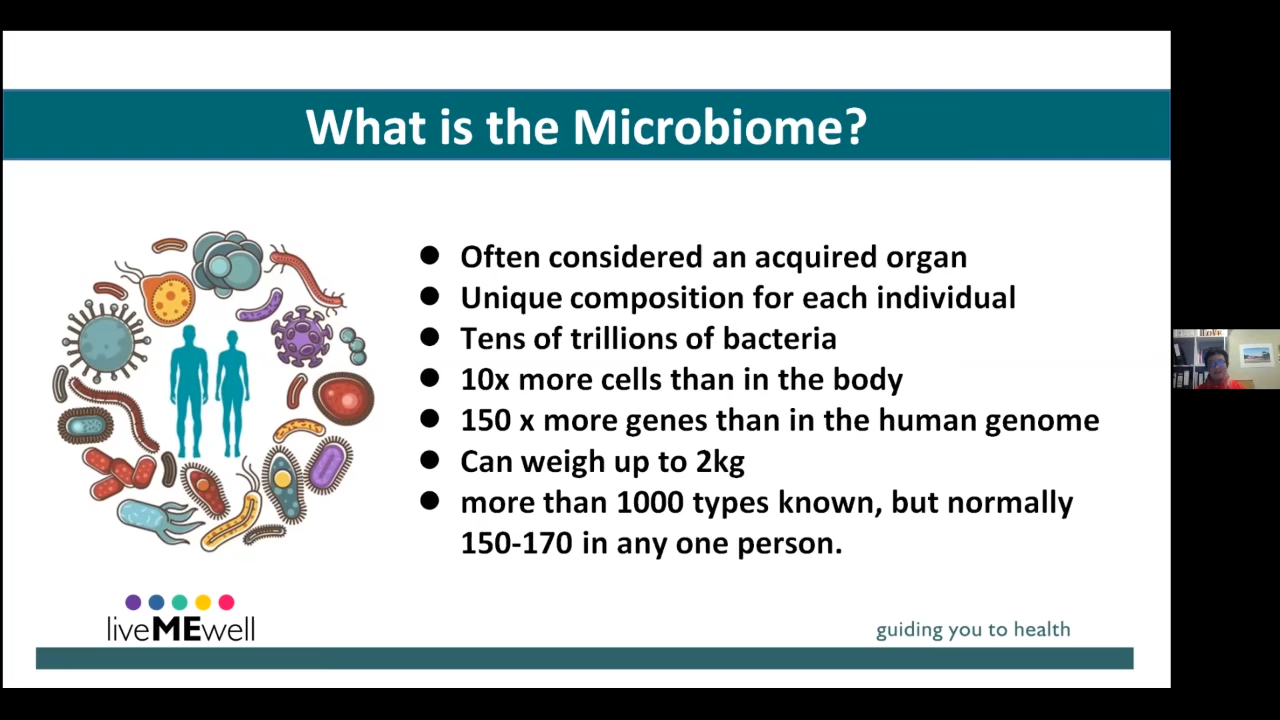 What is the Microbiome?
● Often considered an acquired organ
● Unique composition for each individual
● Tens of trillions of bacteria
● 10x more cells than in the body
● 150 x more genes than in the human genome
● Can weigh up to 2kg
● more than 1000 types known, but normally
150-170 in any one person.
liveMEwell
guiding you to health